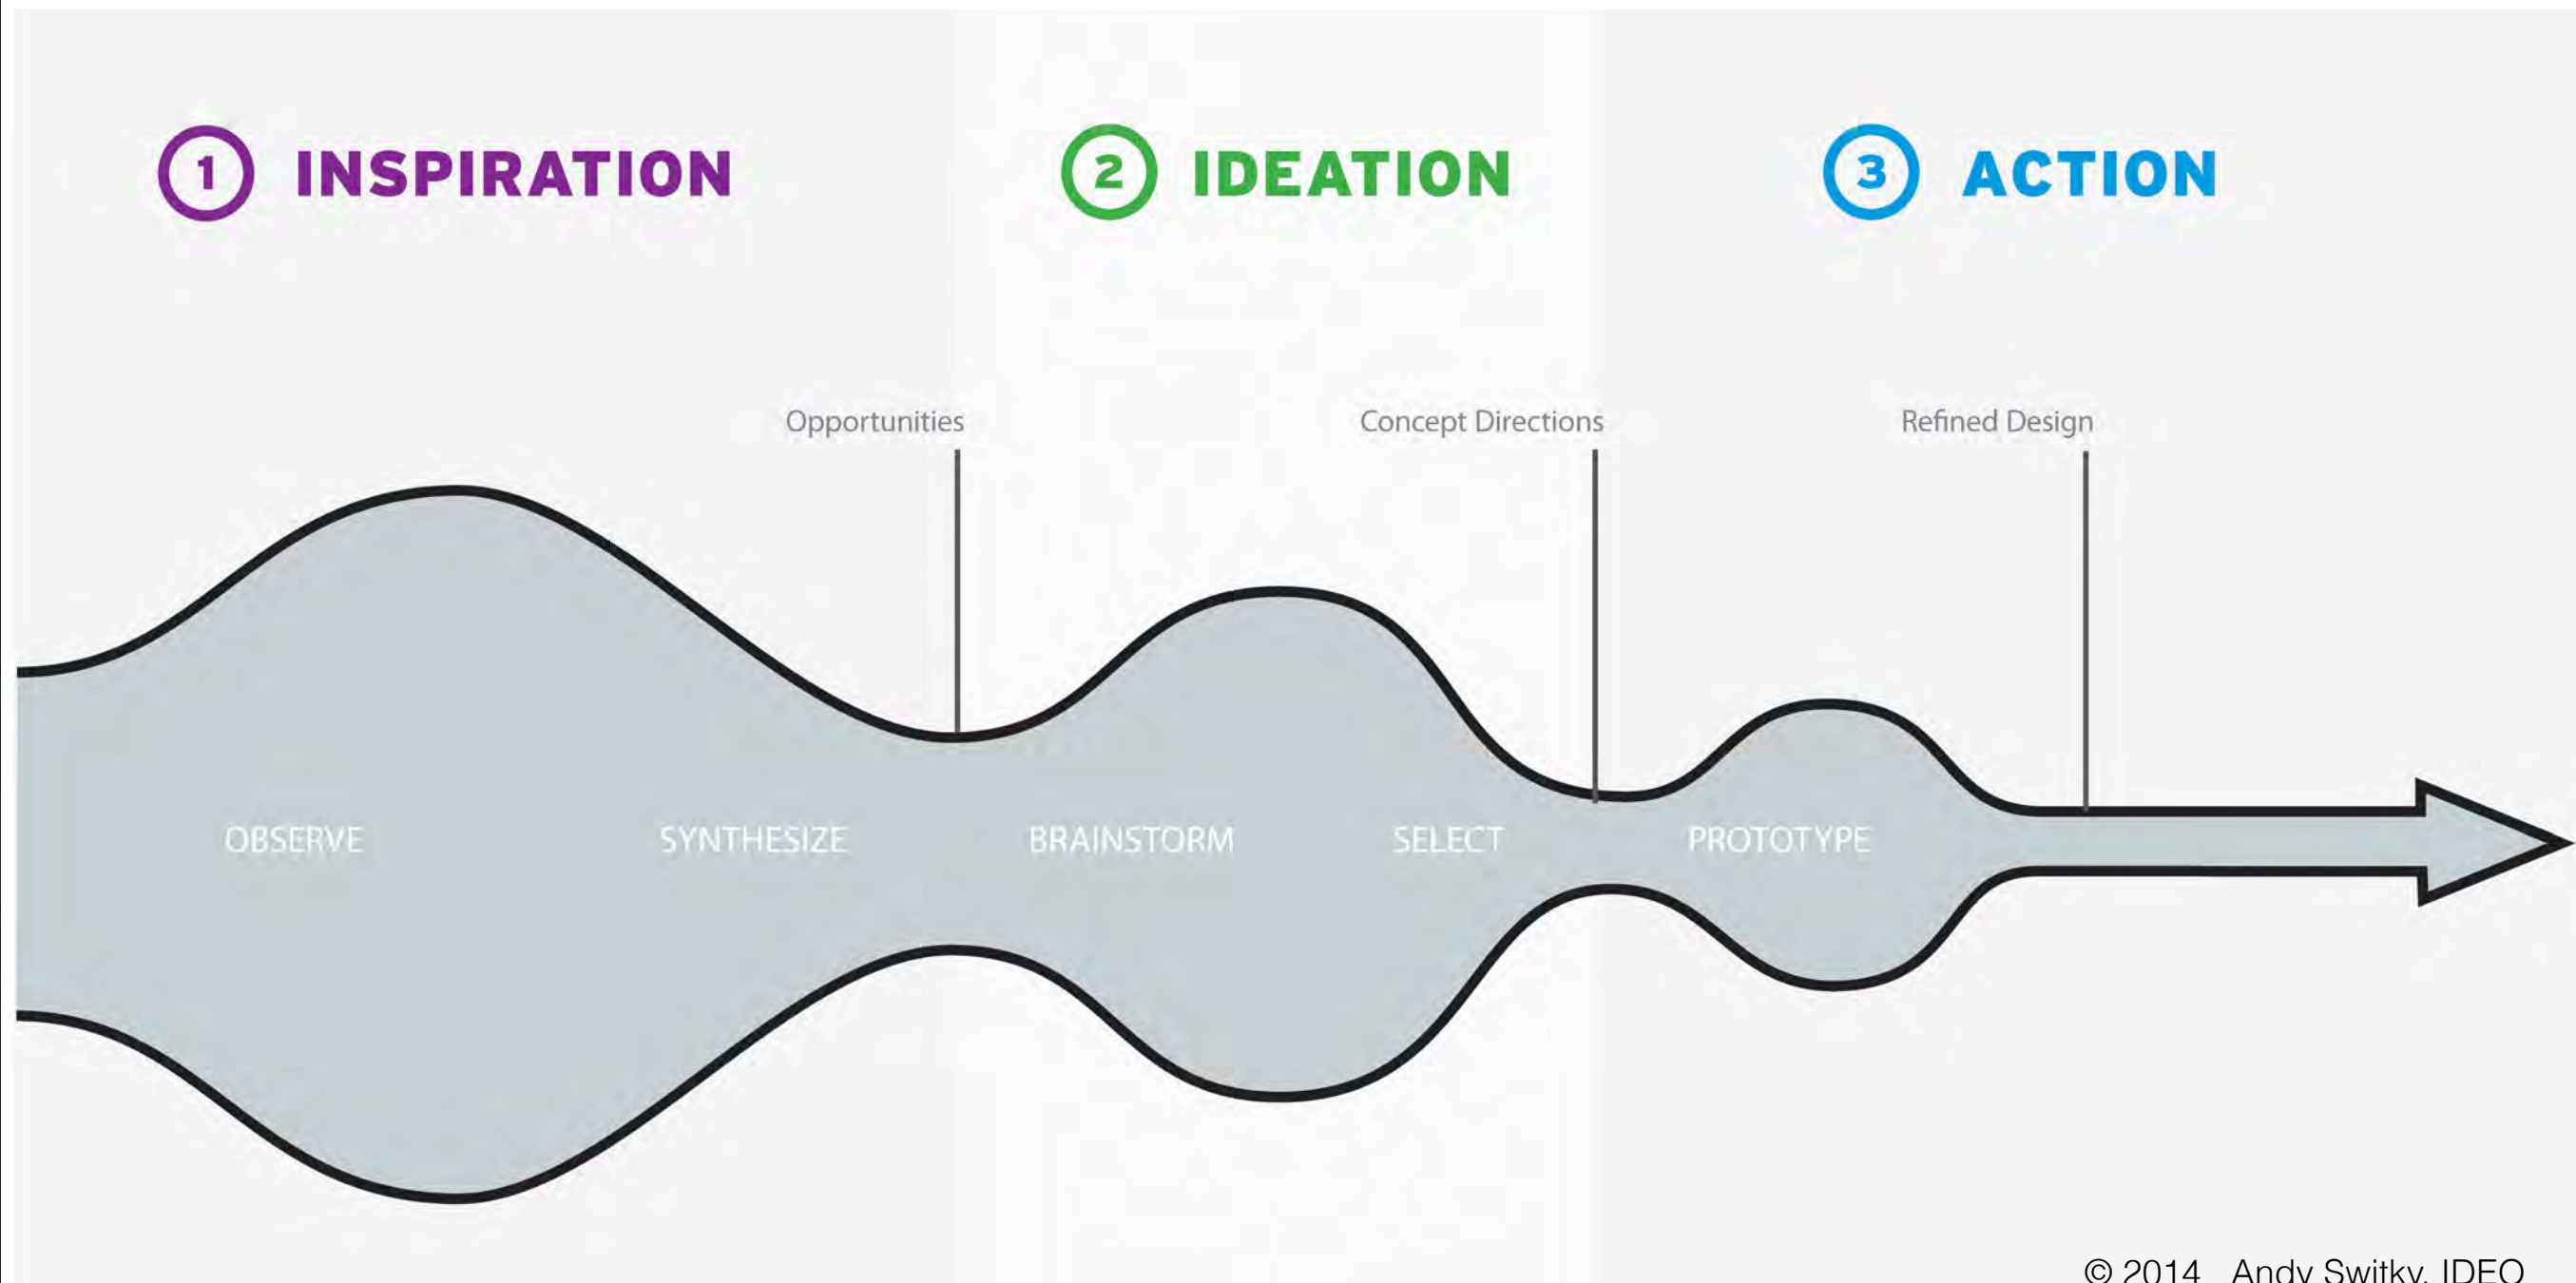 1 INSPIRATION
2 IDEATION
3 ACTION
Opportunities
Concept Directions
Refined Design
OBSERVE
SYNTHESIZE
BRAINSTORM
SELECT
PROTOTYPE
© 2014 Andy Switky, IDEO